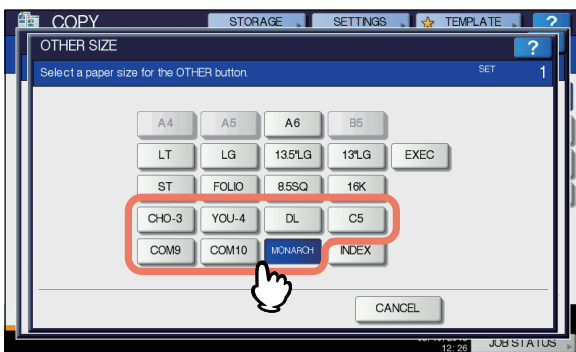 COPY STORAGE SETTINGS TEMPLATE ?
OTHER SIZE ?
Select a paper size for the OTHER button. SET 1
A4 A5 A6 B5
LT LG 13.5"LG 13"LG EXEC
ST FOLIO 8.5SQ 16K
CHO-3 YOU-4 DL C5
COM9 COM10 MONARCH INDEX
CANCEL
12: 26 JOB STATUS